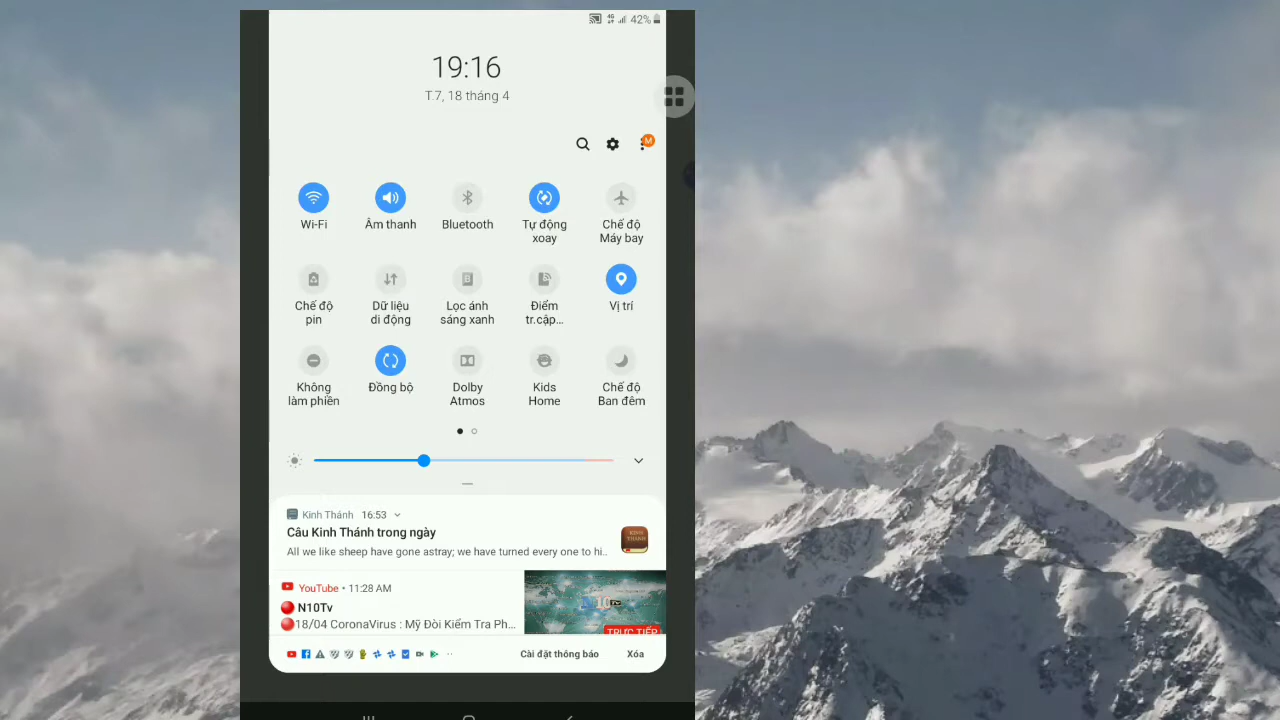 4G 42%
19:16
T.7, 18 tháng 4
M
Wi-Fi
Âm thanh
Bluetooth
Tự động
xoay
Chế độ
Máy bay
Chế độ
pin
Dữ liệu
di động
Lọc ánh
sáng xanh
Điểm
tr.cập...
Vị trí
Không
làm phiền
Đồng bộ
Dolby
Atmos
Kids
Home
Chế độ
Ban đêm
Kinh Thánh 16:53
Câu Kinh Thánh trong ngày
All we like sheep have gone astray; we have turned every one to hi..
KINH
THÁNH
YouTube • 11:28 AM
N10Tv
18/04 CoronaVirus : Mỹ Đòi Kiểm Tra Ph...
TRỰC TIẾP
Cài đặt thông báo
Xóa